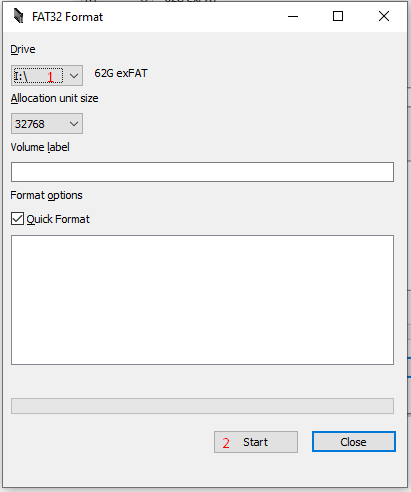 FAT32 Format
Drive
I:\ 1 62G exFAT
Allocation unit size
32768
Volume label
Format options
Quick Format
2 Start Close